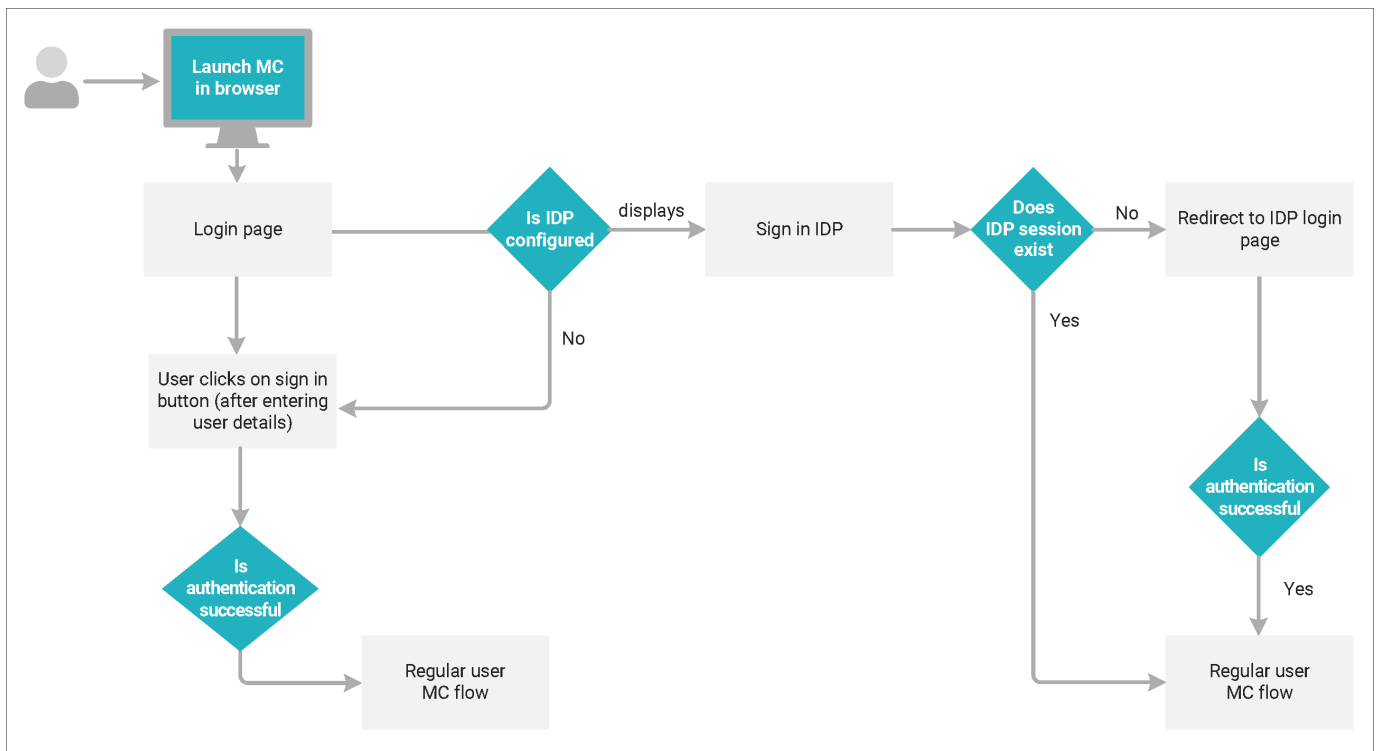 Launch MC
in browser
Login page
Is IDP
configured
displays
Sign in IDP
Does
IDP session
exist
No
Redirect to IDP login
page
No
Yes
User clicks on sign in
button (after entering
user details)
Is
authentication
successful
Is
authentication
successful
Yes
Regular user
MC flow
Regular user
MC flow